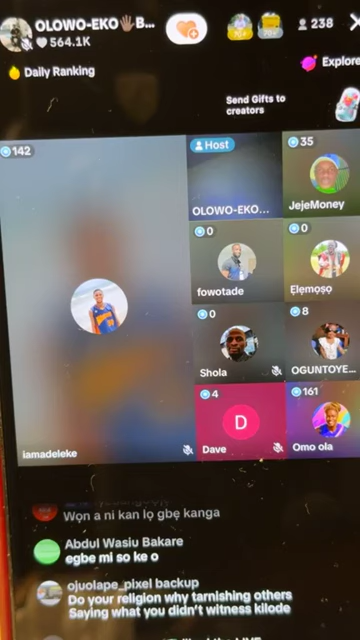 OLOWO-EKO🖐🏿B...
564.1K
238
Daily Ranking
Explore
Send Gifts to
creators
142
Host
OLOWO-EKO...
35
JejeMoney
0
fowotade
0
Ẹlẹmọṣọ
0
Shola
8
OGUNTOYE...
iamadeleke
4
D
Dave
161
Omo ola
Wọn a ni kan lọ gbẹ kanga
Abdul Wasiu Bakare
egbe mi so ke o
ojuolape_pixel backup
Do your religion why tarnishing others
Saying what you didn't witness kilode